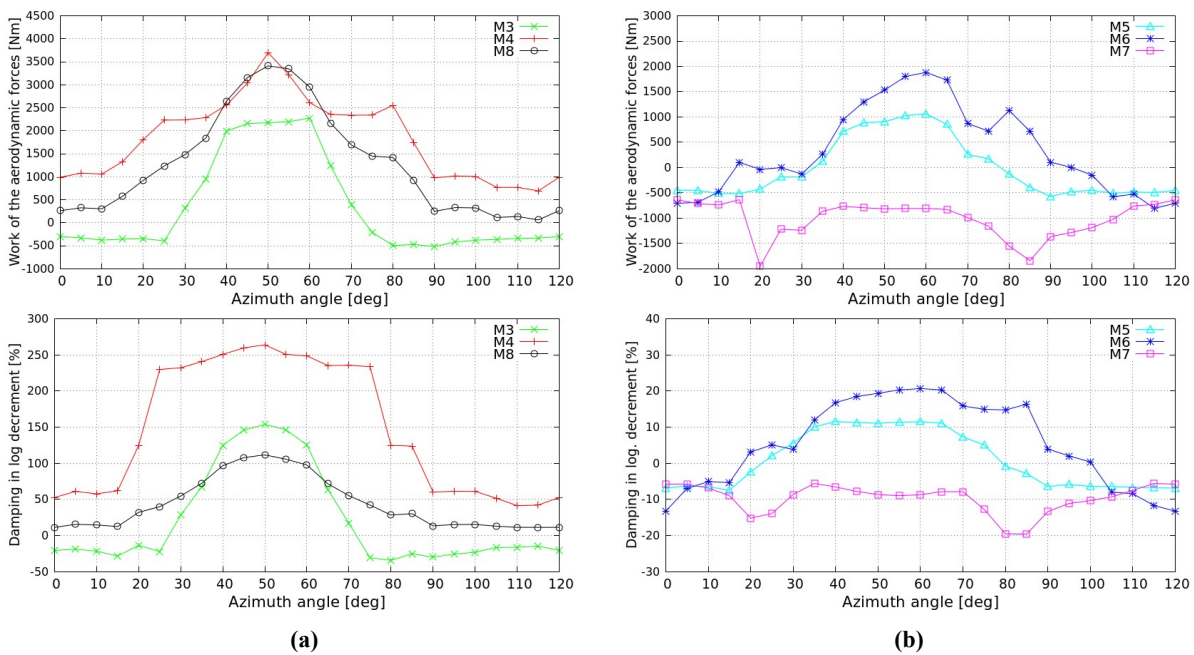 4500
4000
3500
3000
2500
2000
1500
1000
500
0
-500
-1000
Work of the aerodynamic forces [Nm]
M3
M4
M8
0 10 20 30 40 50 60 70 80 90 100 110 120
Azimuth angle [deg]
3000
2500
2000
1500
1000
500
0
-500
-1000
-1500
-2000
Work of the aerodynamic forces [Nm]
M5
M6
M7
0 10 20 30 40 50 60 70 80 90 100 110 120
Azimuth angle [deg]
300
250
200
150
100
50
0
-50
Damping in log. decrement [%]
M3
M4
M8
0 10 20 30 40 50 60 70 80 90 100 110 120
Azimuth angle [deg]
40
30
20
10
0
-10
-20
-30
Damping in log. decrement [%]
M5
M6
M7
0 10 20 30 40 50 60 70 80 90 100 110 120
Azimuth angle [deg]
(a)
(b)